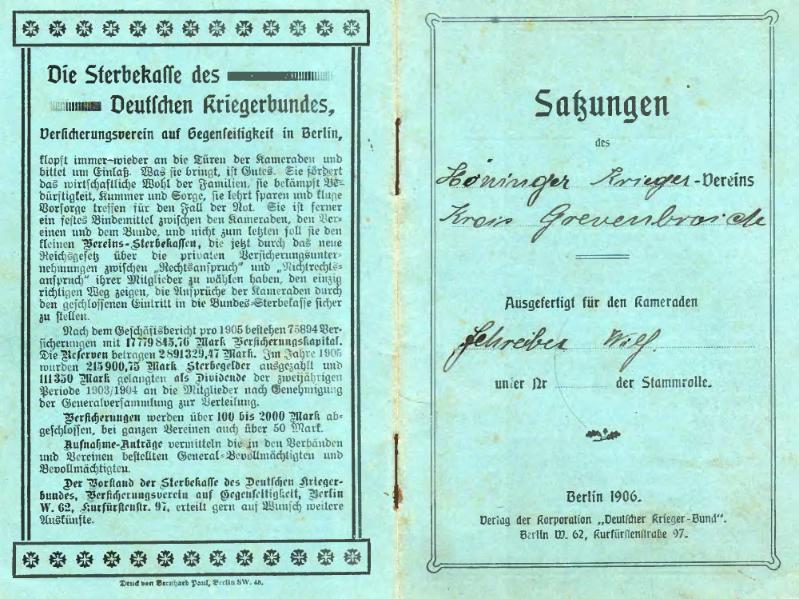 Die Sterbekasse des
Deutschen Kriegerbundes,
Versicherungsverein auf Gegenseitigkeit in Berlin,
klopft immer wieder an die Türen der Kameraden und
bittet um Einlaß. Was sie bringt, ist Gutes. Sie fördert
das wirtschaftliche Wohl der Familien, sie bekämpft Be-
dürftigkeit, Kummer und Sorge, sie lehrt sparen und kluge
Vorsorge treffen für den Fall der Not. Sie ist ferner
ein festes Bindemittel zwischen den Kameraden, den Ver-
einen und dem Bunde, und nicht zum letzten soll sie den
kleinen Vereins-Sterbekassen, die jetzt durch das neue
Reichsgesetz über die privaten Versicherungsunter-
nehmungen zwischen „Rechtsanspruch" und „Nichtrechts-
anspruch" ihrer Mitglieder zu wählen haben, den einzig
richtigen Weg zeigen, die Ansprüche der Kameraden durch
den geschlossenen Eintritt in die Bundes-Sterbekasse sicher
zu stellen.
Nach dem Geschäftsbericht pro 1905 bestehen 75894 Ver-
sicherungen mit 17779845,76 Mark Versicherungskapital.
Die Reserven betragen 2891329,47 Mark. Im Jahre 1905
wurden 215900,75 Mark Sterbegelder ausgezahlt und
111350 Mark gelangten als Dividende der zweijährigen
Periode 1903/1904 an die Mitglieder nach Genehmigung
der Generalversammlung zur Verteilung.
Versicherungen werden über 100 bis 2000 Mark ab-
geschlossen, bei ganzen Vereinen auch über 50 Mark.
Aufnahme-Anträge vermitteln die in den Verbänden
und Vereinen bestellten General-Bevollmächtigten und
Bevollmächtigten.
Der Vorstand der Sterbekasse des Deutschen Krieger-
bundes, Versicherungsverein auf Gegenseitigkeit, Berlin
W. 62, Kurfürstenstr. 97, erteilt gern auf Wunsch weitere
Auskünfte.
Druck von Bernhard Paul, Berlin SW. 48.
Satzungen
des
Höninger Krieger-Vereins
Kreis Grevenbroich
Ausgefertigt für den Kameraden
Schreiber Wilh.
unter Nr der Stammrolle.
Berlin 1906.
Verlag der Korporation „Deutscher Krieger-Bund".
Berlin W. 62, Kurfürstenstraße 97.